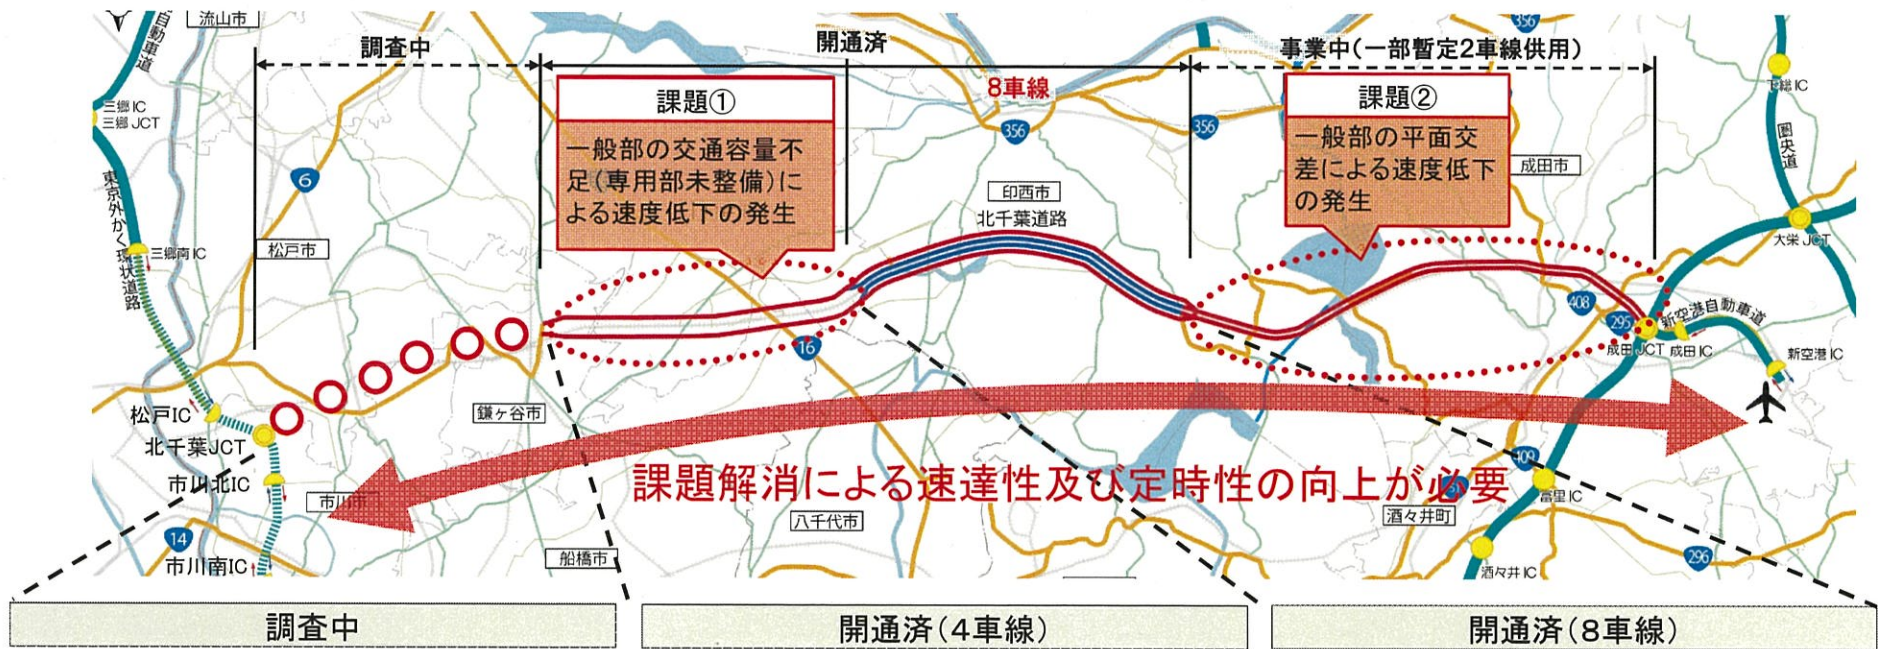 流山市
自動車道
調査中
開通済
事業中(一部暫定2車線供用)
356
三郷IC
三郷JCT
課題①
一般部の交通容量不
足(専用部未整備)に
よる速度低下の発生
8車線
356
356
課題②
一般部の平面交
差による速度低下
の発生
下総IC
圏央道
成田市
6
東京外かく環状道路
三郷南IC
松戸市
印西市
北千葉道路
大栄JCT
408
295
新空港自動車道
成田JCT
成田IC
新空港IC
16
鎌ヶ谷市
松戸IC
北千葉JCT
市川北IC
市川市
課題解消による速達性及び定時性の向上が必要
409
富里IC
酒々井町
八千代市
14
市川南IC
船橋市
296
酒々井IC
調査中
開通済(4車線)
開通済(8車線)